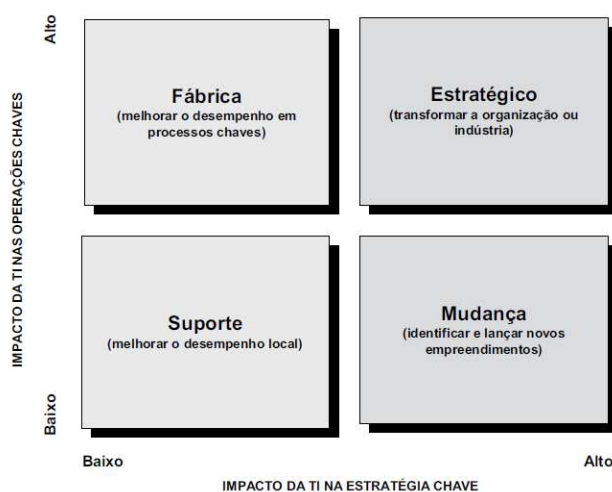 Alto
IMPACTO DA TI NAS OPERAÇÕES CHAVES
Baixo
Fábrica
(melhorar o desempenho em
processos chaves)
Estratégico
(transformar a organização ou
indústria)
Suporte
(melhorar o desempenho local)
Mudança
(identificar e lançar novos
empreendimentos)
Baixo
Alto
IMPACTO DA TI NA ESTRATÉGIA CHAVE